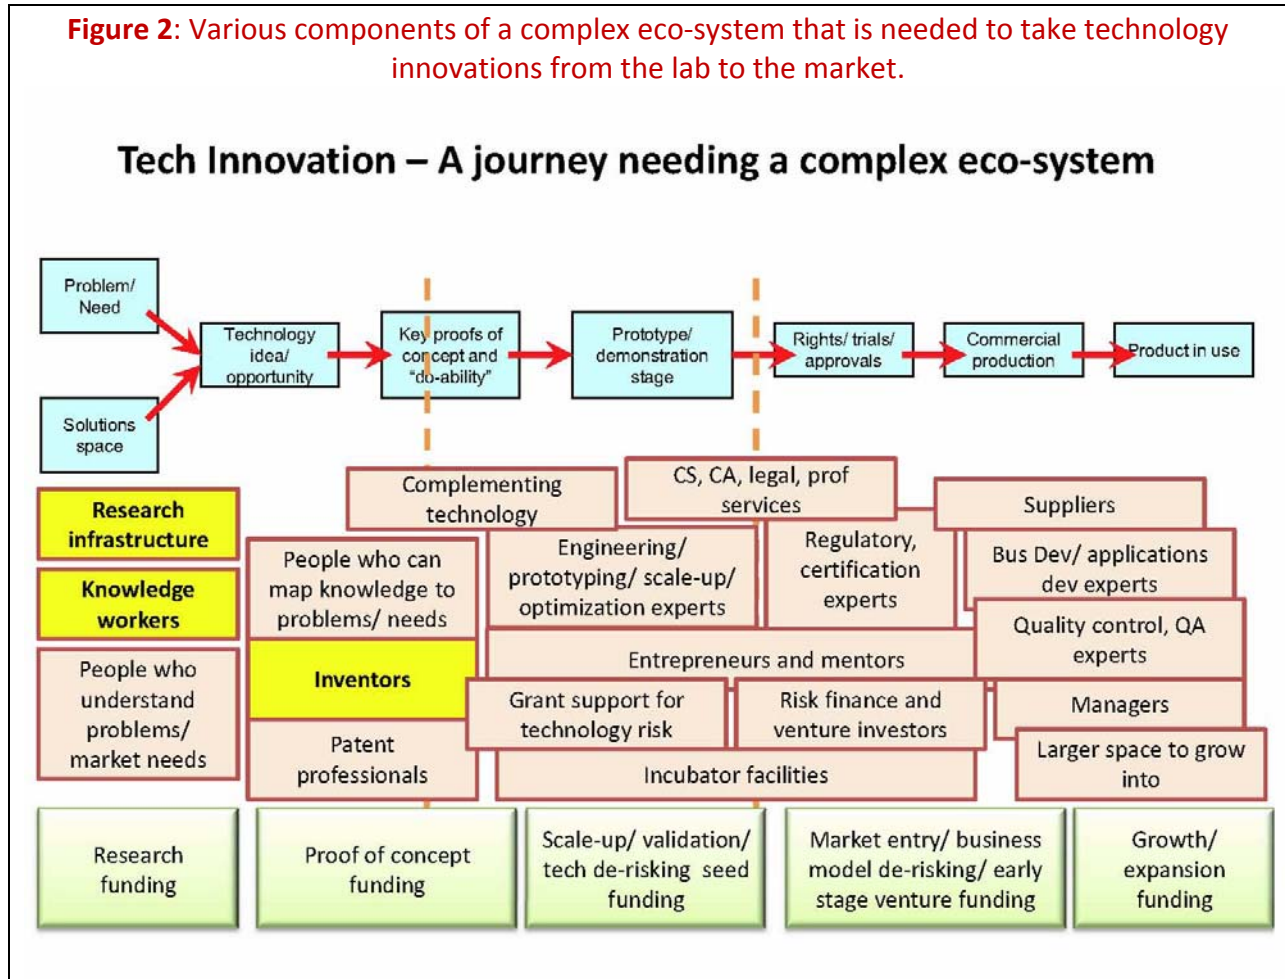 Figure 2: Various components of a complex eco-system that is needed to take technology
innovations from the lab to the market.
Tech Innovation – A journey needing a complex eco-system
Problem/
Need
Solutions
space
Technology
idea/
opportunity
Key proofs of
concept and
"do-ability"
Prototype/
demonstration
stage
Rights/ trials/
approvals
Commercial
production
Product in use
Research
infrastructure
Knowledge
workers
People who
understand
problems/
market needs
Complementing
technology
People who can
map knowledge to
problems/ needs
Inventors
Patent
professionals
CS, CA, legal, prof
services
Engineering/
prototyping/ scale-up/
optimization experts
Regulatory,
certification
experts
Entrepreneurs and mentors
Grant support for
technology risk
Risk finance and
venture investors
Incubator facilities
Suppliers
Bus Dev/ applications
dev experts
Quality control, QA
experts
Managers
Larger space to grow
into
Research
funding
Proof of concept
funding
Scale-up/ validation/
tech de-risking seed
funding
Market entry/ business
model de-risking/ early
stage venture funding
Growth/
expansion
funding